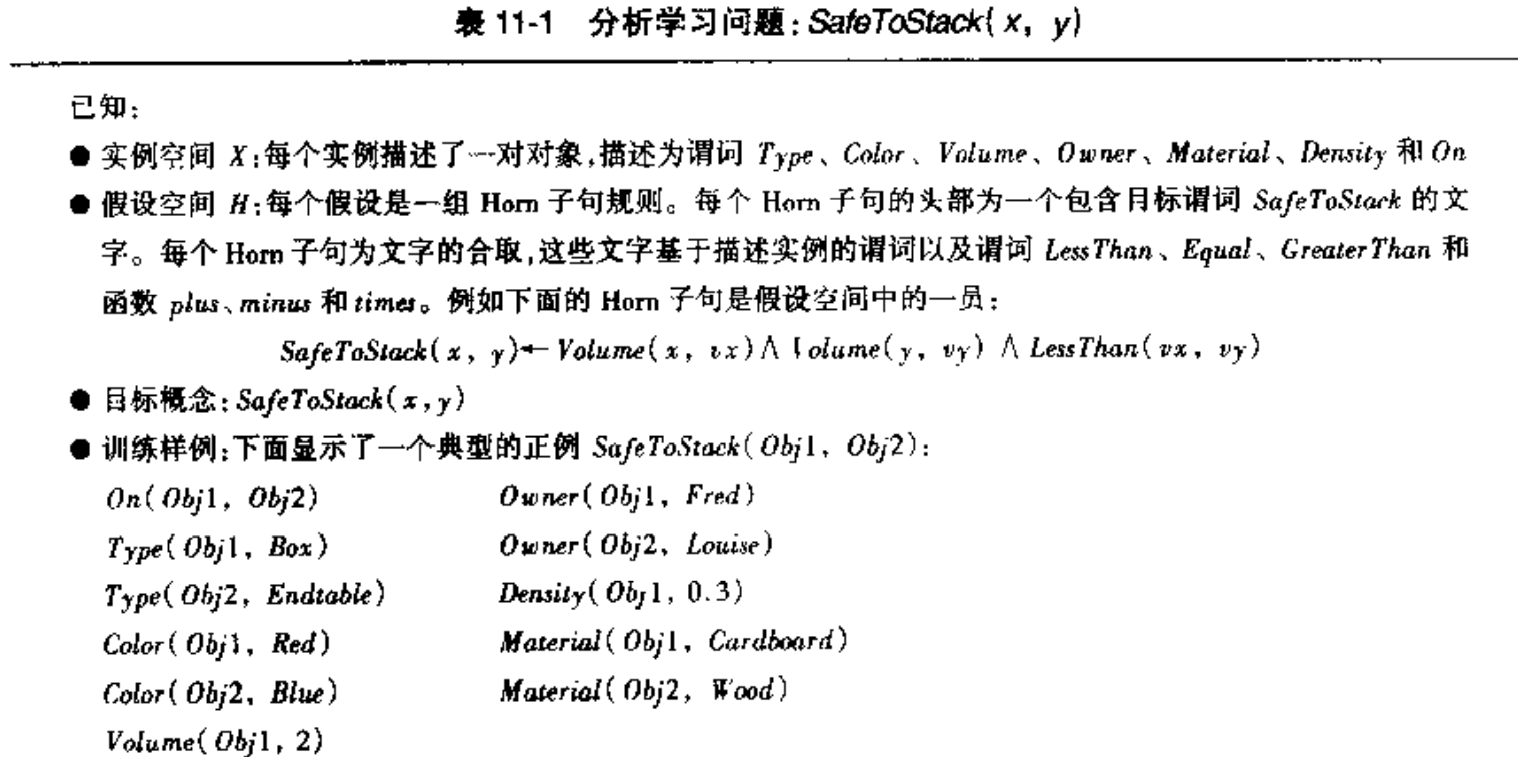 表 11-1 分析学习问题:SafeToStack(x, y)
已知:
● 实例空间 X:每个实例描述了一对对象,描述为谓词 Type、Color、Volume、Owner、Material、Density 和 On
● 假设空间 H:每个假设是一组 Horn 子句规则。每个 Horn 子句的头部为一个包含目标谓词 SafeToStack 的文
字。每个 Horn 子句为文字的合取,这些文字基于描述实例的谓词以及谓词 LessThan、Equal、GreaterThan 和
函数 plus、minus 和 times。例如下面的 Horn 子句是假设空间中的一员:
SafeToStack(x, y)← Volume(x, vx)∧Volume(y, vy) ∧ LessThan(vx, vy)
● 目标概念:SafeToStack(x,y)
● 训练样例:下面显示了一个典型的正例 SafeToStack(Obj1, Obj2):
On(Obj1, Obj2) Owner(Obj1, Fred)
Type(Obj1, Box) Owner(Obj2, Louise)
Type(Obj2, Endtable) Density(Obj1, 0.3)
Color(Obj1, Red) Material(Obj1, Cardboard)
Color(Obj2, Blue) Material(Obj2, Wood)
Volume(Obj1, 2)